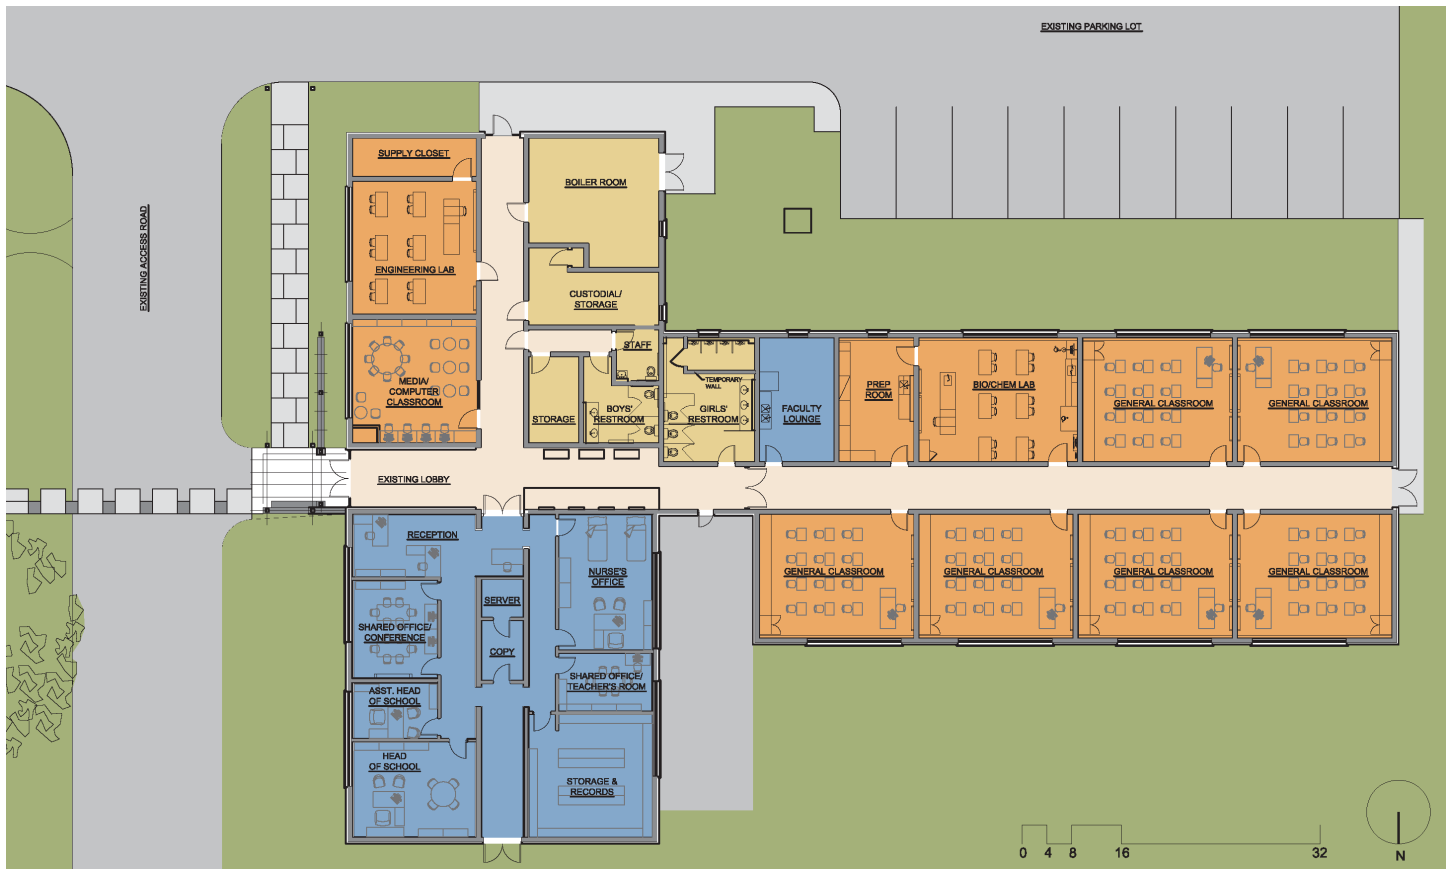 EXISTING PARKING LOT
SUPPLY CLOSET
BOILER ROOM
EXISTING ACCESS ROAD
ENGINEERING LAB
CUSTODIAL/
STORAGE
STAFF
MEDIA/
COMPUTER
CLASSROOM
TEMPORARY
WALL
STORAGE
BOYS'
RESTROOM
GIRLS'
RESTROOM
FACULTY
LOUNGE
PREP
ROOM
BIO/CHEM LAB
GENERAL CLASSROOM
GENERAL CLASSROOM
EXISTING LOBBY
RECEPTION
NURSE'S
OFFICE
GENERAL CLASSROOM
GENERAL CLASSROOM
GENERAL CLASSROOM
GENERAL CLASSROOM
SERVER
SHARED OFFICE/
CONFERENCE
COPY
SHARED OFFICE/
TEACHER'S ROOM
ASST. HEAD
OF SCHOOL
HEAD
OF SCHOOL
STORAGE &
RECORDS
0 4 8 16 32
N